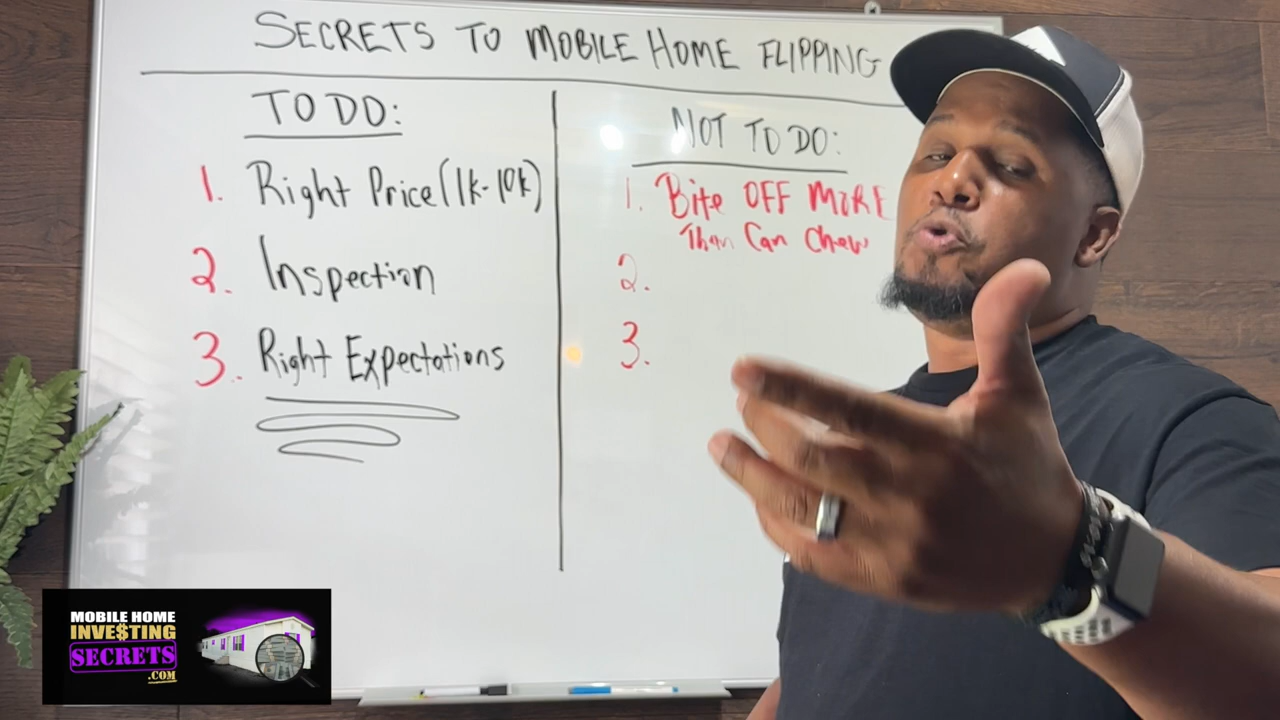 SECRETS TO MOBILE HOME FLIPPING
TO DO:
1. Right Price (1k-10k)
2. Inspection
3. Right Expectations
NOT TO DO:
1. Bite OFF MORE
Than Can Chew
2.
3.
MOBILE HOME
INVE$TING
SECRETS
.COM